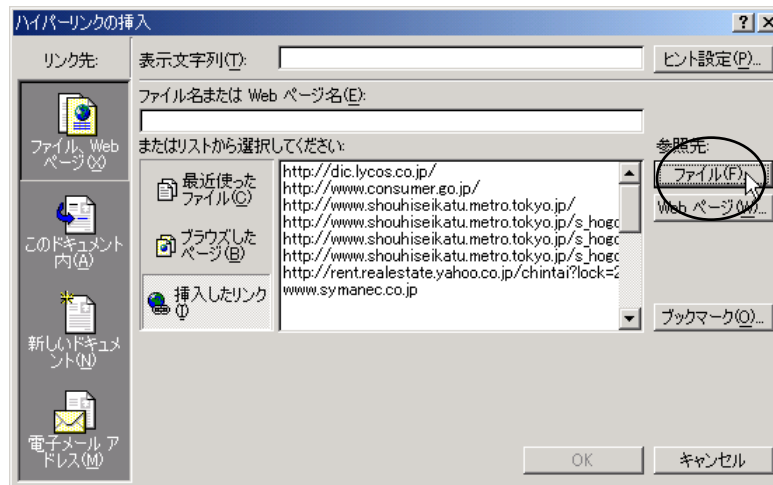 ハイパーリンクの挿入
リンク先:
表示文字列(T):
ヒント設定(P)...
ファイル名または Web ページ名(E):
ファイル、Web
ページ(X)
またはリストから選択してください:
参照先:
最近使った
ファイル(C)
ブラウズした
ページ(B)
挿入したリンク
(I)
http://dic.lycos.co.jp/
http://www.consumer.go.jp/
http://www.shouhiseikatu.metro.tokyo.jp/
http://www.shouhiseikatu.metro.tokyo.jp/s_hogo
http://www.shouhiseikatu.metro.tokyo.jp/s_hogo
http://www.shouhiseikatu.metro.tokyo.jp/s_hogo
http://rent.realestate.yahoo.co.jp/chintai?lock=2
www.symanec.co.jp
ファイル(F)...
Web ページ(W)...
ブックマーク(O)...
このドキュメント
内(A)
新しいドキュメ
ント(N)
電子メール ア
ドレス(M)
OK
キャンセル